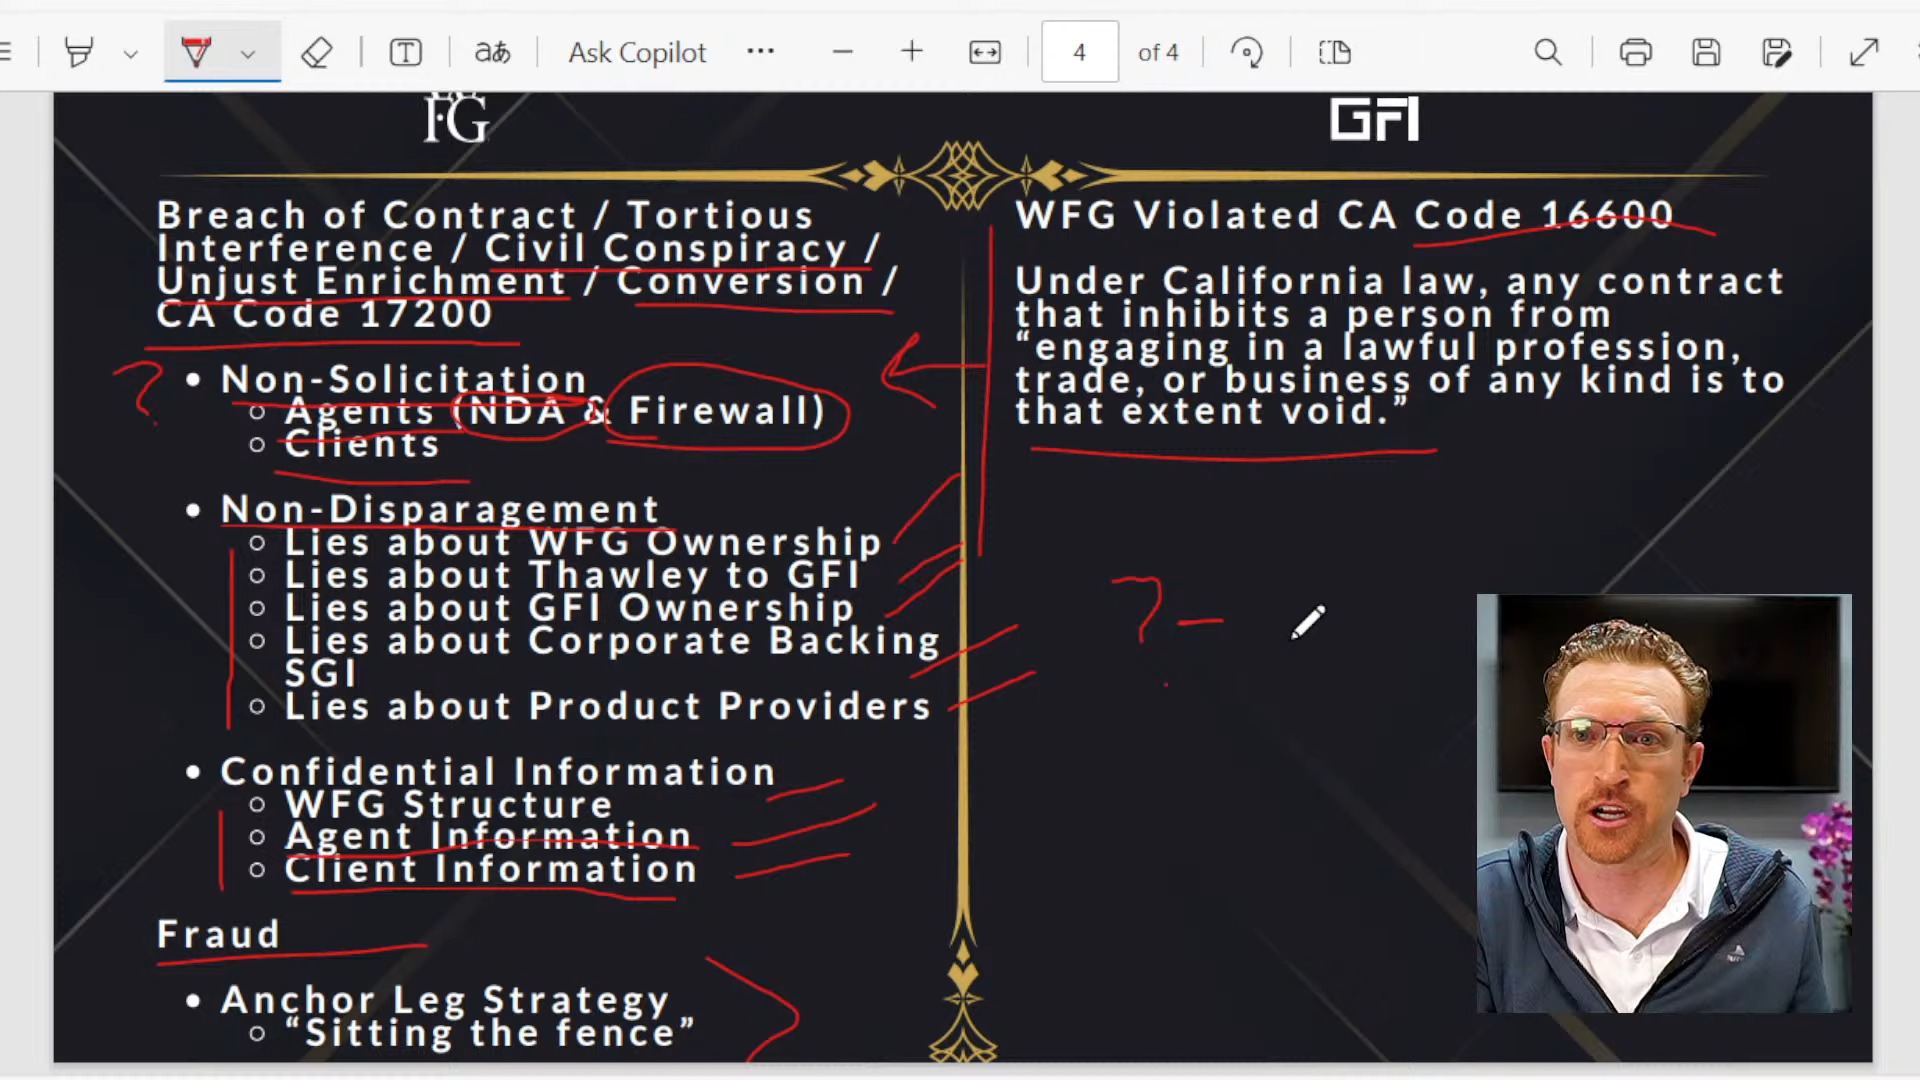 Ask Copilot
4
of 4
FG
GFI
Breach of Contract / Tortious
Interference / Civil Conspiracy /
Unjust Enrichment / Conversion /
CA Code 17200
Non-Solicitation
Agents (NDA & Firewall)
Clients
Non-Disparagement
Lies about WFG Ownership
Lies about Thawley to GFI
Lies about GFI Ownership
Lies about Corporate Backing
SGI
Lies about Product Providers
Confidential Information
WFG Structure
Agent Information
Client Information
Fraud
Anchor Leg Strategy
“Sitting the fence”
WFG Violated CA Code 16600
Under California law, any contract
that inhibits a person from
“engaging in a lawful profession,
trade, or business of any kind is to
that extent void.”
?
? –